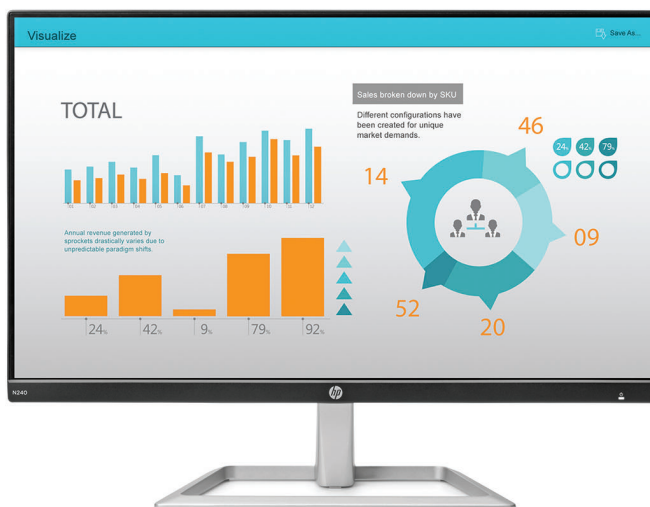 Visualize
Save As...
TOTAL
Sales broken down by SKU
Different configurations have
been created for unique
market demands.
46
24% 42% 79%
14
09
52
20
Annual revenue generated by
sprockets drastically varies due to
unpredictable paradigm shifts.
24% 42% 9% 79% 92%
N240
hp